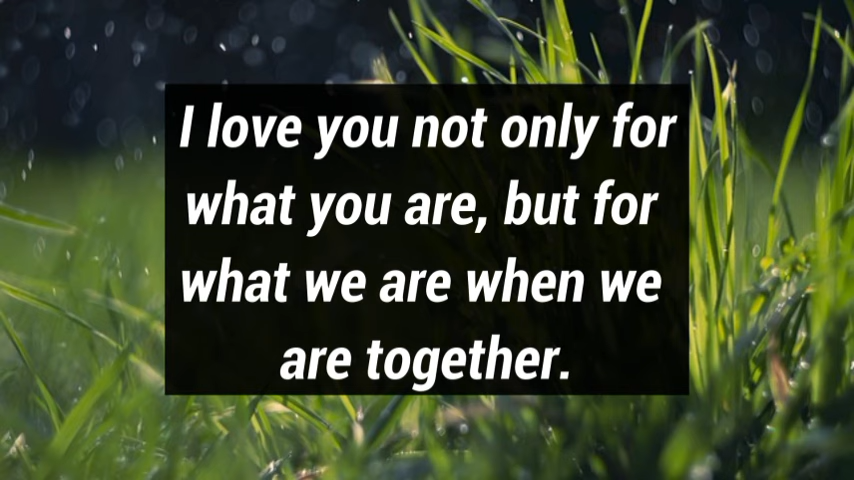 I love you not only for
what you are, but for
what we are when we
are together.